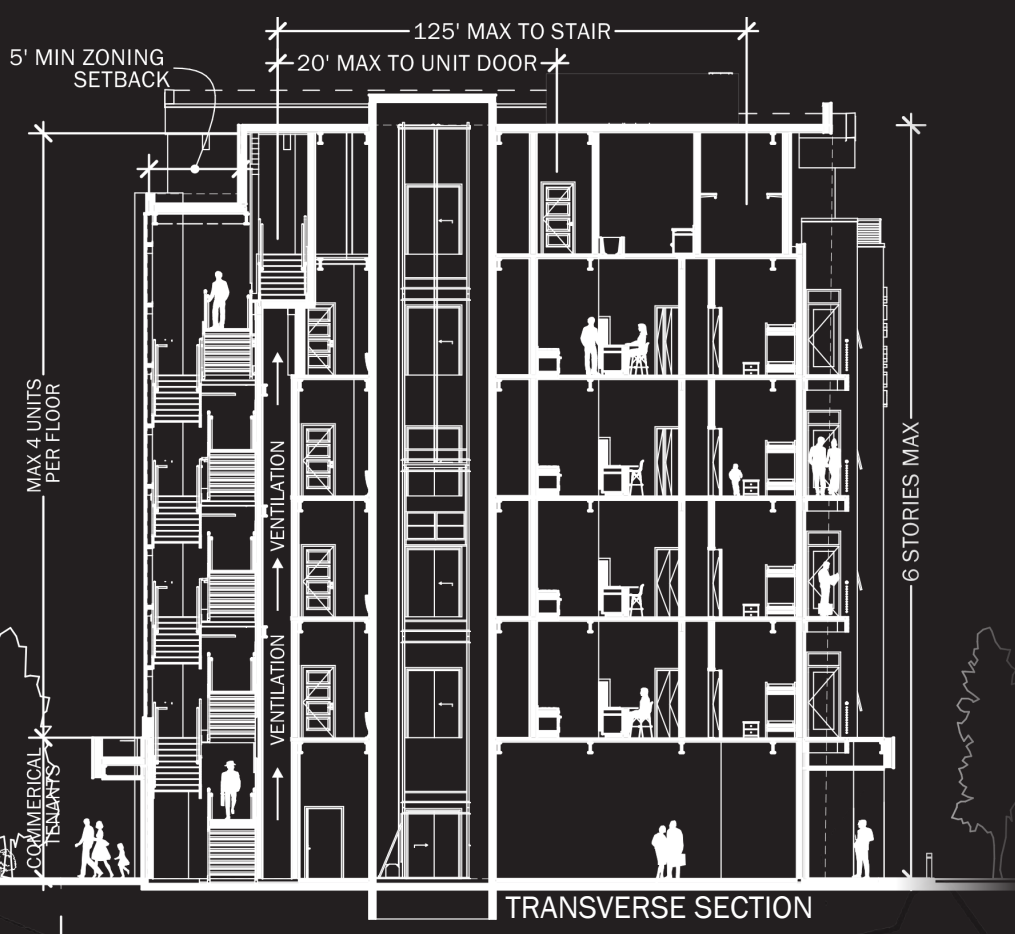 125' MAX TO STAIR
5' MIN ZONING
SETBACK
20' MAX TO UNIT DOOR
MAX 4 UNITS
PER FLOOR
VENTILATION
VENTILATION
6 STORIES MAX
COMMERICAL
TENANTS
TRANSVERSE SECTION